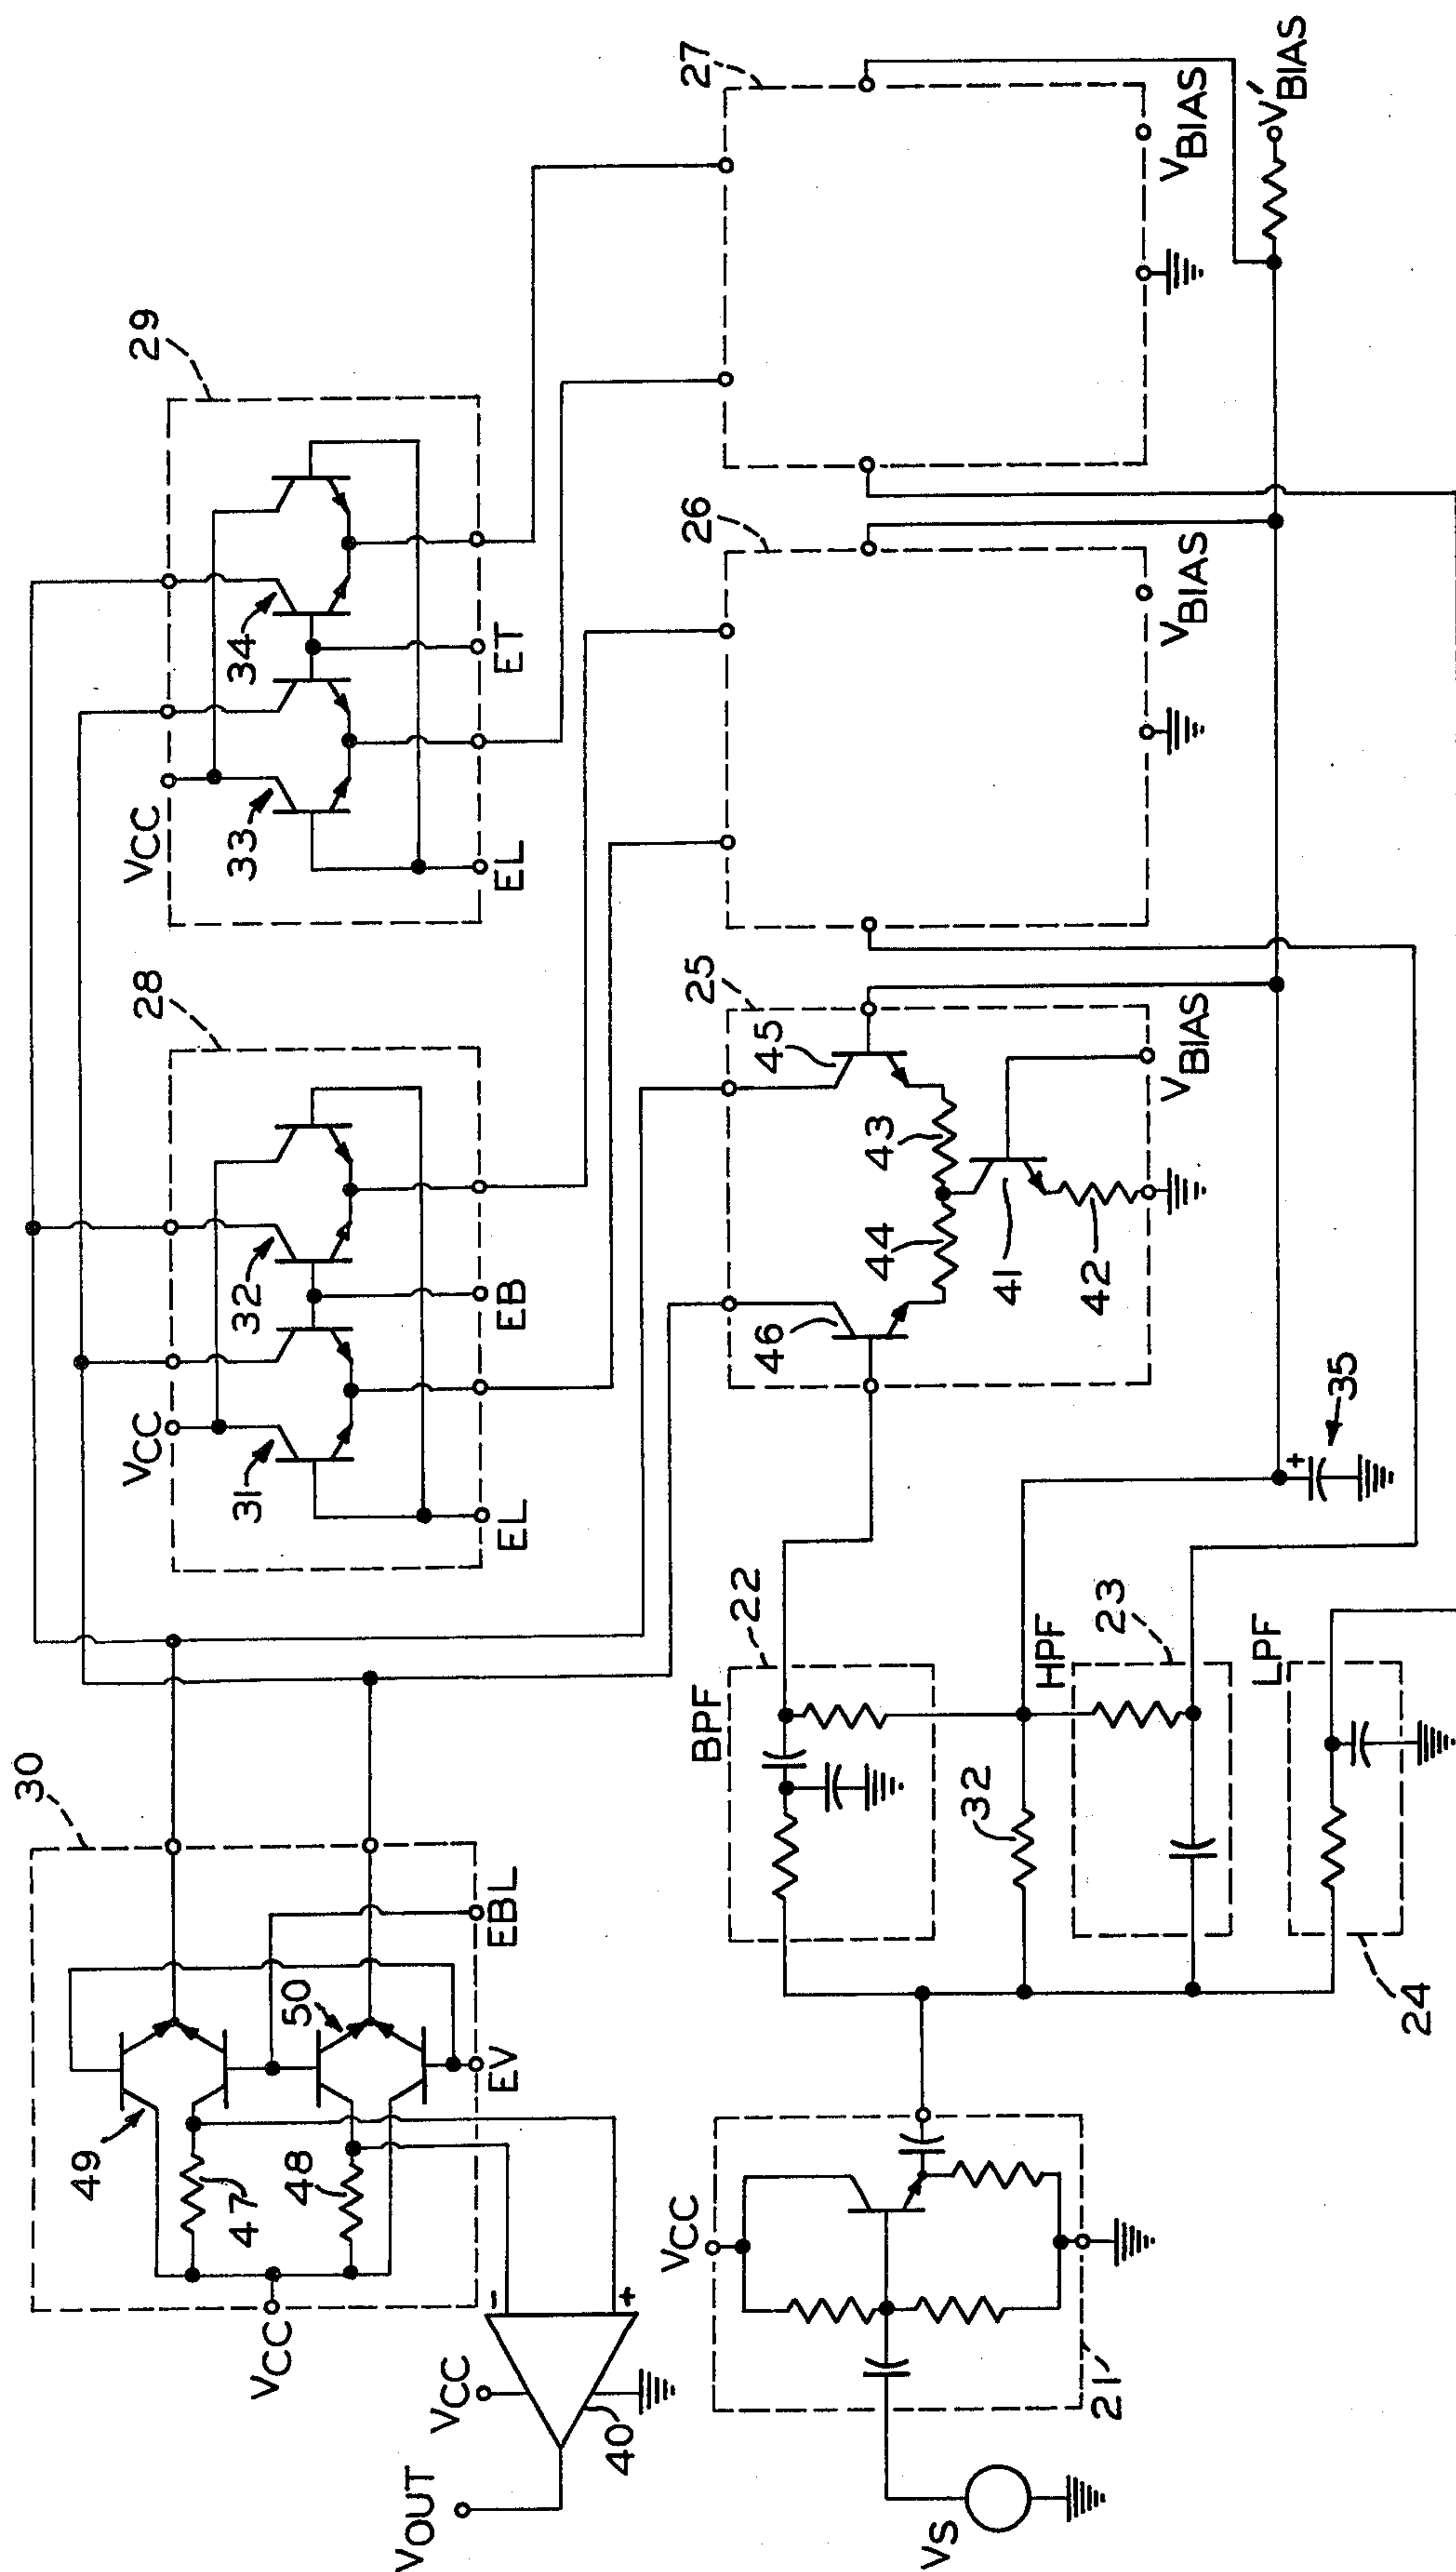 30
VCC
49
47
48
50
EV
EBL
-
+
VCC
40
VOUT
28
VCC
31
32
EL
EB
29
VCC
33
34
EL
ET
VCC
21
VS
BPF
22
32
HPF
23
LPF
24
25
46
45
44
43
41
42
VBIAS
+
35
26
VBIAS
27
VBIAS
V'BIAS